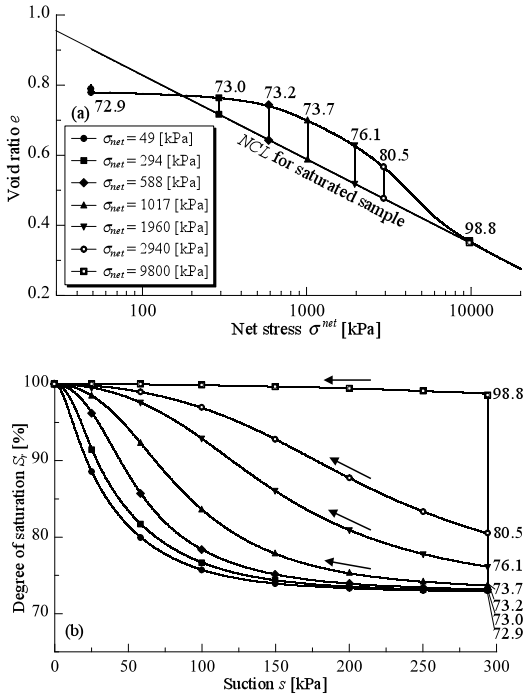 1.0
0.8
0.6
0.4
0.2
Void ratio e
(a)
72.9
73.0
73.2
73.7
76.1
80.5
98.8
NCL for saturated sample
σnet = 49 [kPa]
σnet = 294 [kPa]
σnet = 588 [kPa]
σnet = 1017 [kPa]
σnet = 1960 [kPa]
σnet = 2940 [kPa]
σnet = 9800 [kPa]
100 1000 10000
Net stress σ^net [kPa]
100
90
80
70
Degree of saturation Sr [%]
98.8
80.5
76.1
73.7
73.2
73.0
72.9
(b)
0 50 100 150 200 250 300
Suction s [kPa]